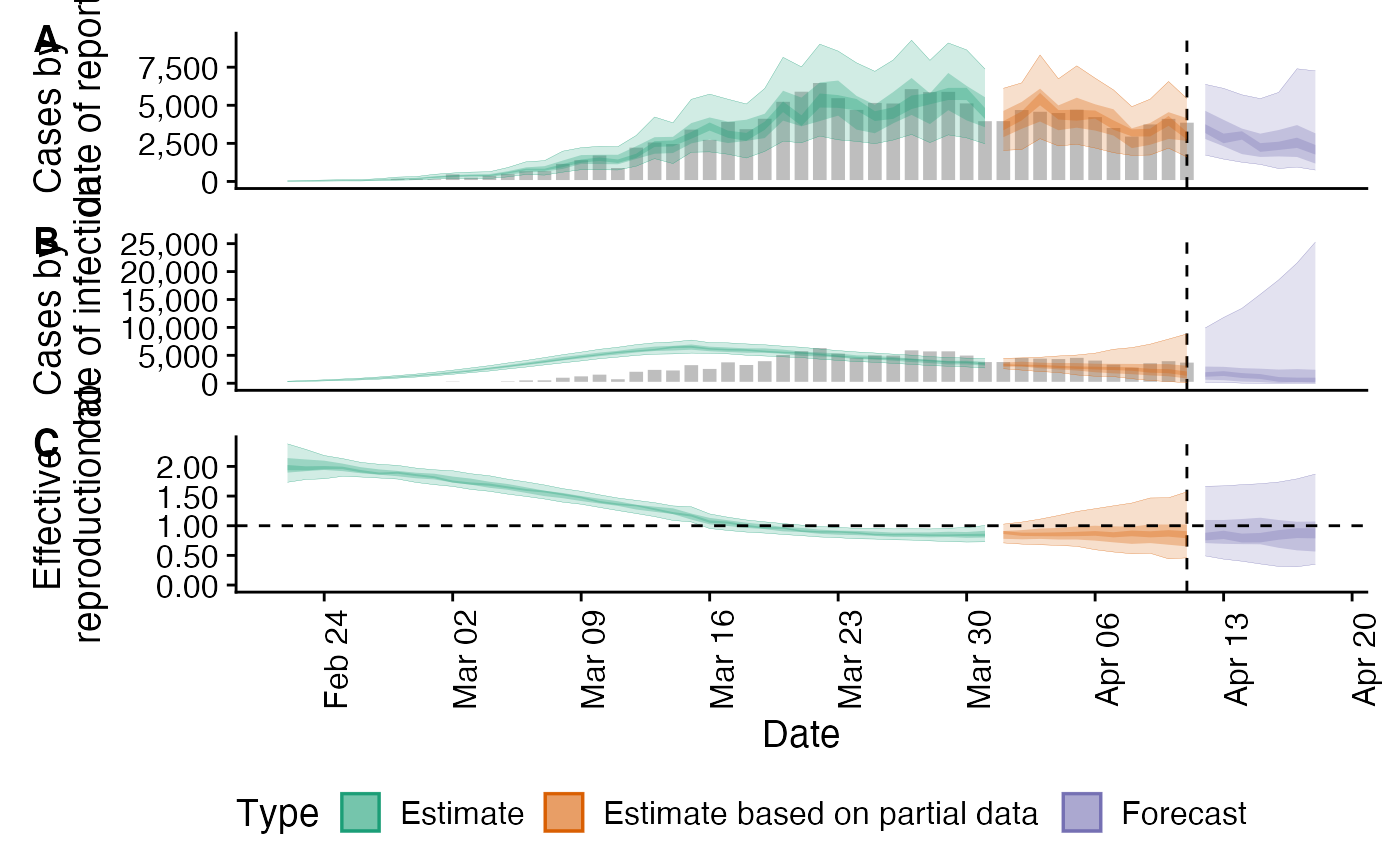 A
Cases by
date of report
7,500
5,000
2,500
0
B
Cases by
date of infection
25,000
20,000
15,000
10,000
5,000
0
C
Effective
reproduction no.
2.00
1.50
1.00
0.50
0.00
Feb 24
Mar 02
Mar 09
Mar 16
Mar 23
Mar 30
Apr 06
Apr 13
Apr 20
Date
Type
Estimate
Estimate based on partial data
Forecast